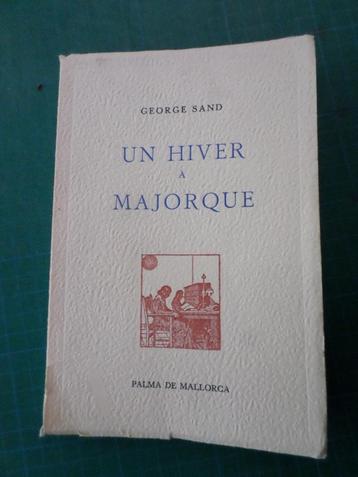 GEORGE SAND
UN HIVER
A
MAJORQUE
PALMA DE MALLORCA